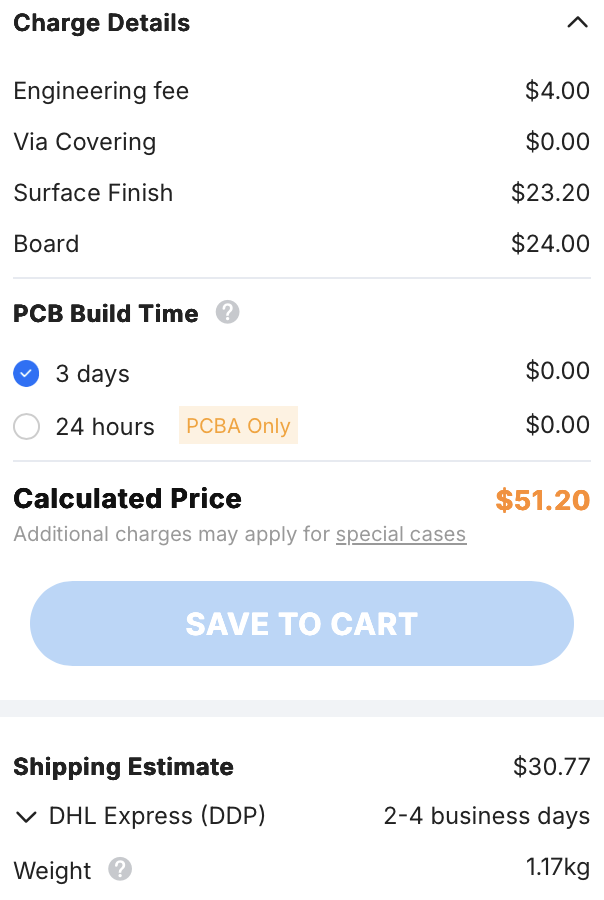 Charge Details
Engineering fee $4.00
Via Covering $0.00
Surface Finish $23.20
Board $24.00
PCB Build Time ?
3 days $0.00
24 hours PCBA Only $0.00
Calculated Price $51.20
Additional charges may apply for special cases
SAVE TO CART
Shipping Estimate $30.77
DHL Express (DDP) 2-4 business days
Weight ? 1.17kg